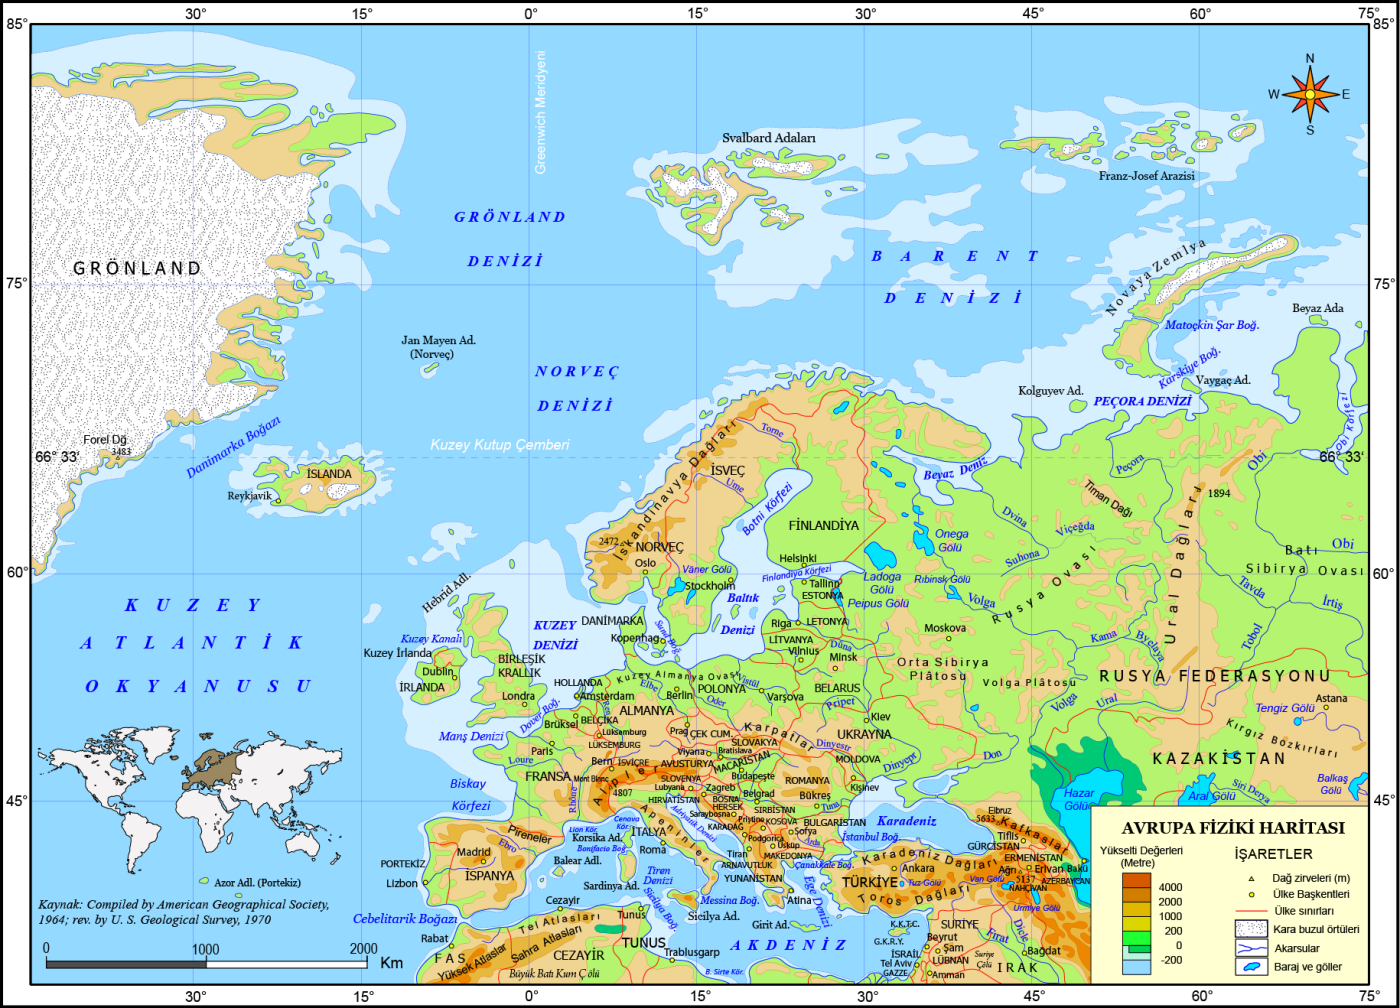 30° 15° 0° 15° 30° 45° 60° 75°
85° 85°
Greenwich Meridyeni
N
W E
S
Svalbard Adaları
Franz-Josef Arazisi
GRÖNLAND
DENİZİ
BARENT
DENİZİ
GRÖNLAND
Novaya Zemlya
75° 75°
Beyaz Ada
Matoçkin Şar Boğ.
Jan Mayen Ad.
(Norveç)
Karskiye Boğ.
NORVEÇ
DENİZİ
Vaygaç Ad.
Kolguyev Ad.
PEÇORA DENİZİ
Obi Körfezi
Danimarka Boğazı
Forel Dğ.
3483
Kuzey Kutup Çemberi
66° 33' 66° 33'
Torne
İskandinavya Dağları
İSVEÇ
Ume
Beyaz Deniz
Peçora
Obi
İSLANDA
Reykjavik
Timan Dağı
1894
Botni Körfezi
FİNLANDİYA
Dvina
Viçegda
Onega
Gölü
Suhona
2472
NORVEÇ
Oslo
Helsinki
Ural Dağları
Batı
Sibirya Ovası
Obi
60° 60°
Väner Gölü
Stockholm
Finlandiya Körfezi
Tallinn
ESTONYA
Ladoga
Gölü
Peipus Gölü
Rıbinsk Gölü
Volga
Rusya Ovası
Tavda
İrtiş
Tobol
Hebrid Adl.
KUZEY
ATLANTİK
OKYANUSU
KUZEY
DENİZİ
DANİMARKA
Kopenhag
Sund Boğ.
Baltık
Denizi
Riga
LETONYA
LITVANYA
Vilnius
Düna
Minsk
Moskova
Kama
Byelaya
Kuzey Kanalı
Kuzey İrlanda
Dublin
İRLANDA
BİRLEŞİK
KRALLIK
Londra
HOLLANDA
Amsterdam
Kuzey Almanya Ovası
Elbe
Berlin
Oder
POLONYA
Vistül
Varşova
BELARUS
Pripet
Orta Sibirya
Plâtosu
Volga Plâtosu
RUSYA FEDERASYONU
Volga
Ural
Astana
Tengiz Gölü
Dover Boğ.
Manş Denizi
Brüksel
BELÇİKA
Ren
ALMANYA
Lüksamburg
LÜKSEMBURG
Prag
ÇEK CUM.
Karpatlar
SLOVAKYA
Bratislava
Kiev
UKRAYNA
Dinyestr
MOLDOVA
Dinyepr
Don
Kırgız Bozkırları
KAZAKİSTAN
Paris
Loure
Bern
İSVİÇRE
Viyana
AVUSTURYA
MACARİSTAN
Budapeşte
Kişinev
Biskay
Körfezi
FRANSA
Mont Blanc
4807
Alpler
Rhône
SLOVENYA
Lubyana
Zagreb
HIRVATİSTAN
BOSNA
HERSEK
Saraybosna
Belgrad
SIRBİSTAN
ROMANYA
Bükreş
Tuna
Hazar
Gölü
Aral Gölü
Siri Derya
Balkaş
Gölü
45° 45°
Pireneler
Ebro
Lion Kör.
Cenova
Kör.
Korsika Ad.
Bonifacio Boğ.
İTALYA
Roma
Apeninler
Adriyatik Denizi
KARADAĞ
Priştine
KOSOVA
Podgorica
Üsküp
MAKEDONYA
Tiran
ARNAVUTLUK
BULGARİSTAN
Sofya
Arda
Karadeniz
İstanbul Boğ.
Çanakkale Boğ.
Elbruz
5633
Kafkaslar
Tiflis
GÜRCİSTAN
ERMENİSTAN
Erivan
Bakü
AZERBAYCAN
Ağrı
5137
NAHÇIVAN
Van Gölü
Urmiye Gölü
Madrid
PORTEKİZ
İSPANYA
Lizbon
Balear Adl.
Sardinya Ad.
Tiren
Denizi
Sicilya Boğ.
Messina Boğ.
Sicilya Ad.
YUNANİSTAN
Atina
Ege Denizi
Karadeniz Dağları
Ankara
TÜRKİYE
Tuz Gölü
Toros Dağları
Azor Adl. (Portekiz)
Cebelitarik Boğazı
Rabat
FAS
Cezayir
Tel Atlasları
Sahra Atlasları
Yüksek Atlaslar
CEZAYİR
Büyük Batı Kum Çölü
Tunus
TUNUS
Trablusgarp
Girit Ad.
AKDENİZ
B. Sirte Kör.
K.K.T.C.
G.K.R.Y.
SURİYE
Beyrut
Şam
LÜBNAN
İSRAİL
Tel Aviv
GAZZE
Amman
Suriye
Çölü
Fırat
Dicle
Bağdat
IRAK
Kaynak: Compiled by American Geographical Society,
1964; rev. by U. S. Geological Survey, 1970
0 1000 2000
Km
AVRUPA FİZİKİ HARİTASI
Yükselti Değerleri
(Metre)
4000
2000
1000
200
0
-200
İŞARETLER
Dağ zirveleri (m)
Ülke Başkentleri
Ülke sınırları
Kara buzul örtüleri
Akarsular
Baraj ve göller
30° 15° 0° 15° 30° 45° 60° 75°